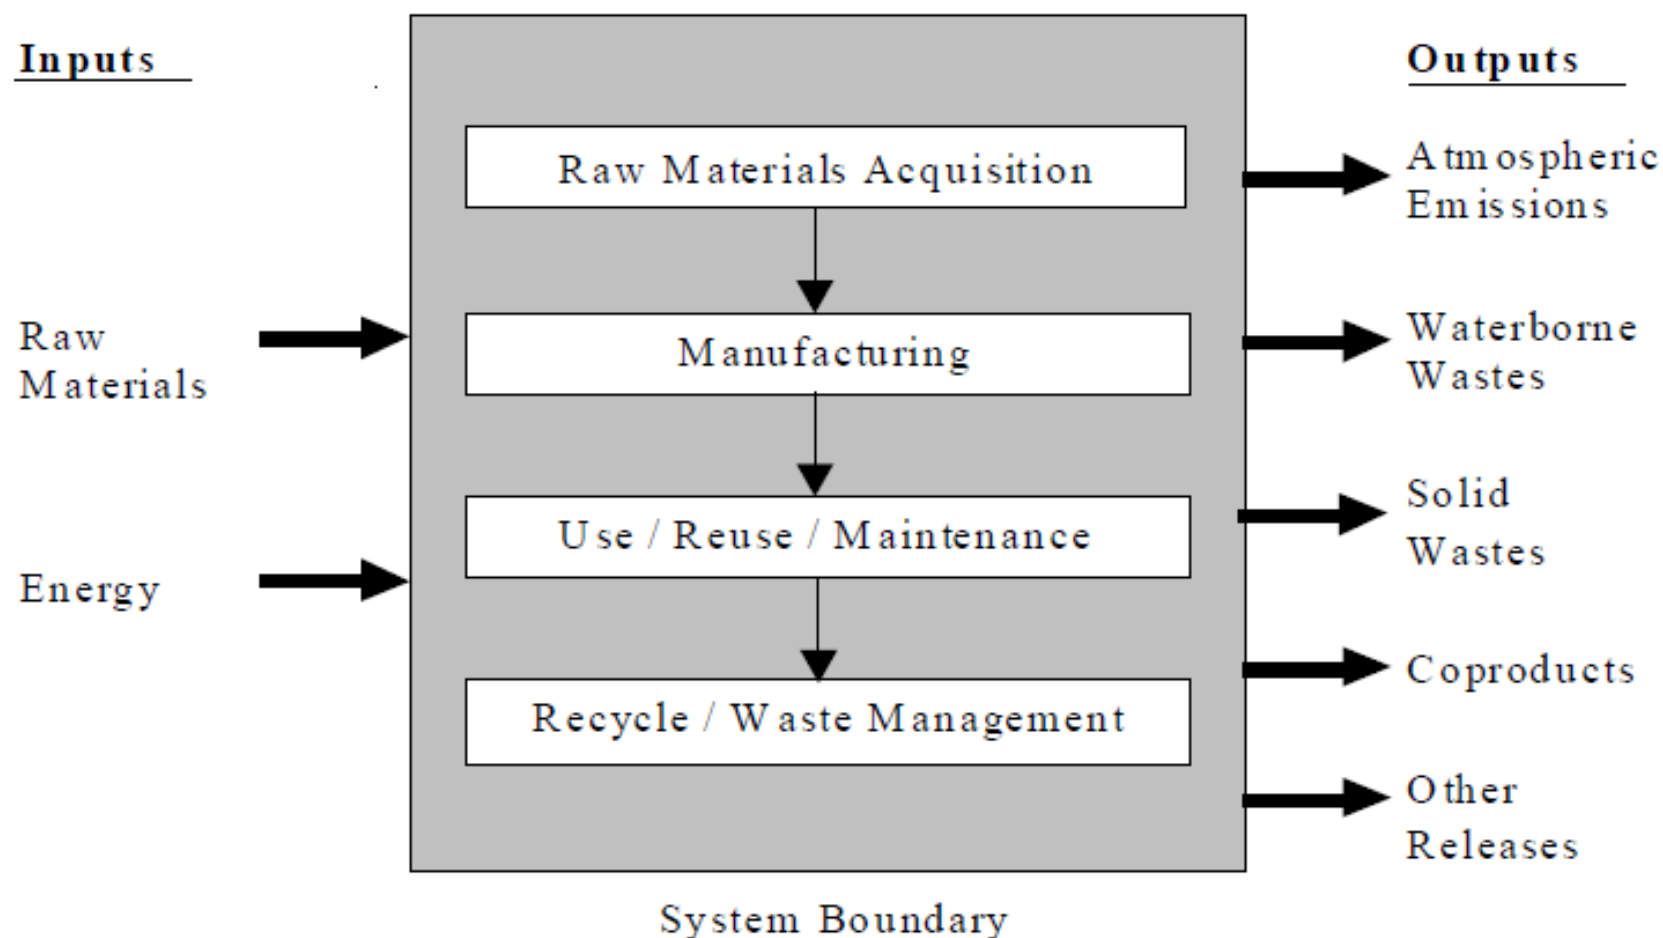 Inputs
Outputs
Raw Materials Acquisition
Manufacturing
Use / Reuse / Maintenance
Recycle / Waste Management
Raw
Materials
Energy
Atmospheric
Emissions
Waterborne
Wastes
Solid
Wastes
Coproducts
Other
Releases
System Boundary